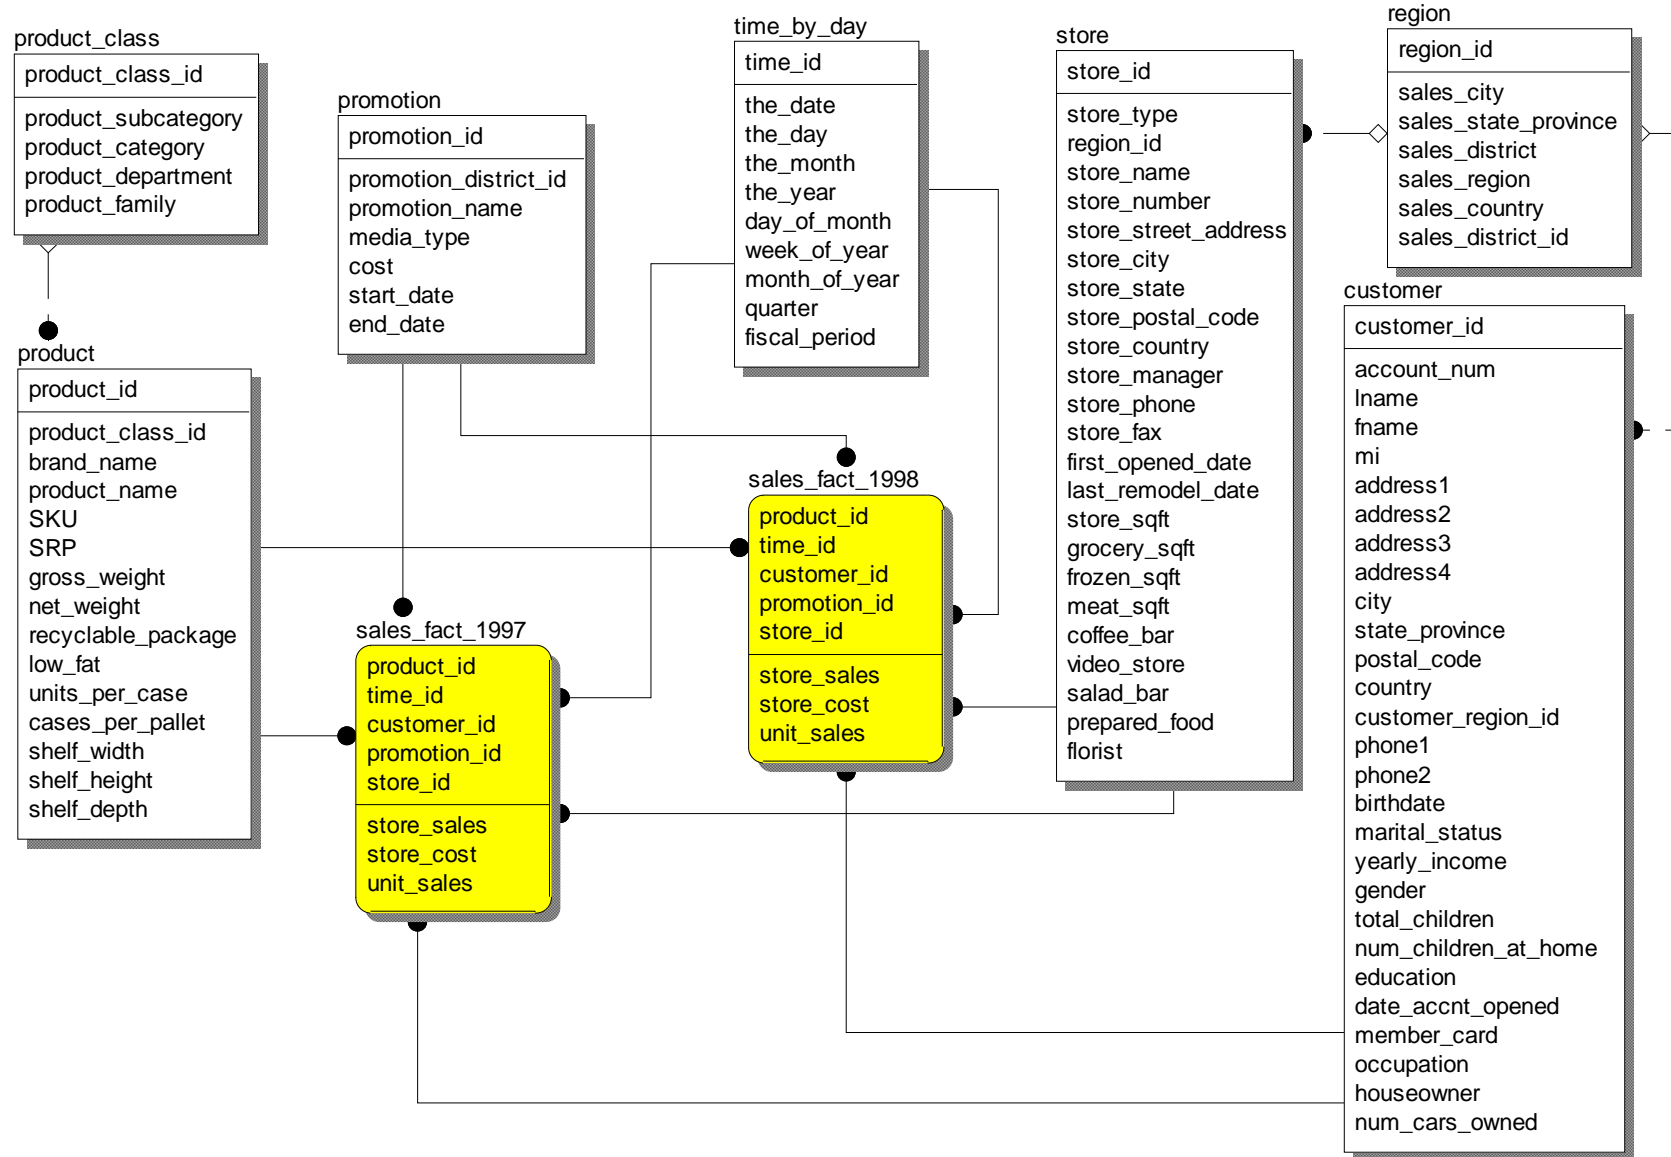 product_class
product_class_id
product_subcategory
product_category
product_department
product_family
promotion
promotion_id
promotion_district_id
promotion_name
media_type
cost
start_date
end_date
time_by_day
time_id
the_date
the_day
the_month
the_year
day_of_month
week_of_year
month_of_year
quarter
fiscal_period
store
store_id
store_type
region_id
store_name
store_number
store_street_address
store_city
store_state
store_postal_code
store_country
store_manager
store_phone
store_fax
first_opened_date
last_remodel_date
store_sqft
grocery_sqft
frozen_sqft
meat_sqft
coffee_bar
video_store
salad_bar
prepared_food
florist
region
region_id
sales_city
sales_state_province
sales_district
sales_region
sales_country
sales_district_id
customer
customer_id
account_num
lname
fname
mi
address1
address2
address3
address4
city
state_province
postal_code
country
customer_region_id
phone1
phone2
birthdate
marital_status
yearly_income
gender
total_children
num_children_at_home
education
date_accnt_opened
member_card
occupation
houseowner
num_cars_owned
product
product_id
product_class_id
brand_name
product_name
SKU
SRP
gross_weight
net_weight
recyclable_package
low_fat
units_per_case
cases_per_pallet
shelf_width
shelf_height
shelf_depth
sales_fact_1998
product_id
time_id
customer_id
promotion_id
store_id
store_sales
store_cost
unit_sales
sales_fact_1997
product_id
time_id
customer_id
promotion_id
store_id
store_sales
store_cost
unit_sales